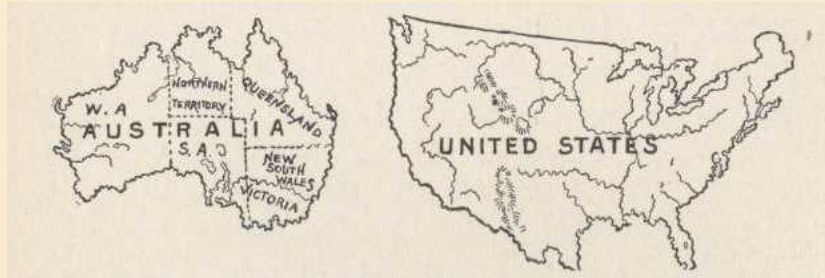 NORTHERN
TERRITORY
QUEENSLAND
W. A
AUSTRALIA
S. A.
NEW
SOUTH
WALES
VICTORIA
UNITED STATES